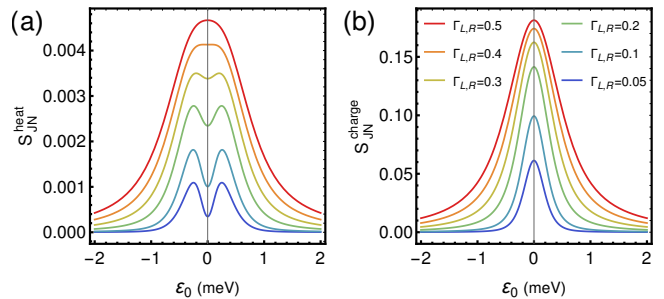 (a)
0.004
0.003
0.002
0.001
0.000
S_JN^heat
−2 −1 0 1 2
ε₀ (meV)
(b)
0.15
0.10
0.05
0.00
S_JN^charge
Γ_L,R=0.5 Γ_L,R=0.2
Γ_L,R=0.4 Γ_L,R=0.1
Γ_L,R=0.3 Γ_L,R=0.05
−2 −1 0 1 2
ε₀ (meV)